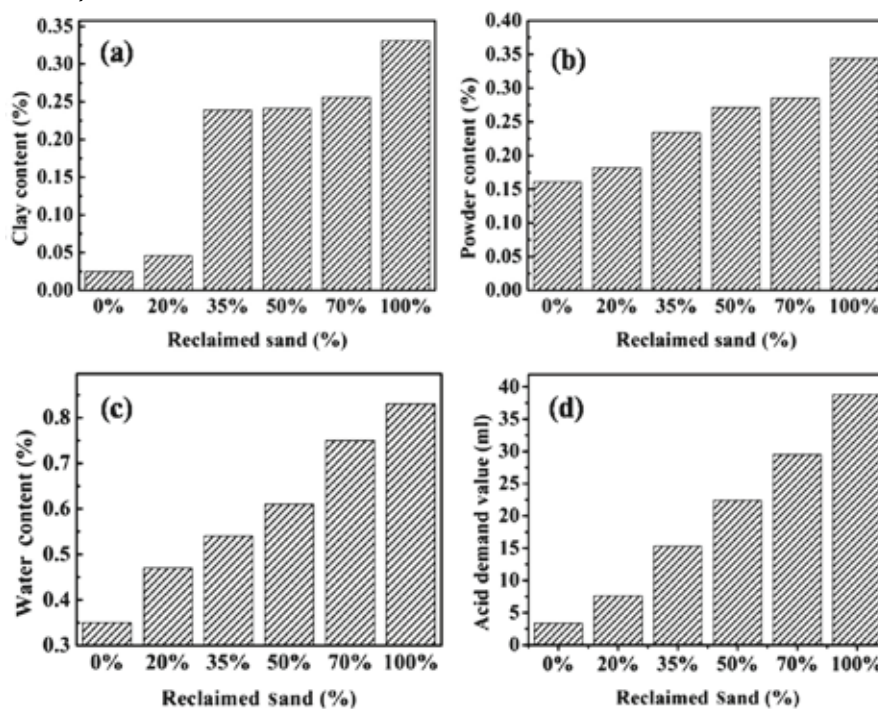 (a)
Clay content (%)
0.35
0.30
0.25
0.20
0.15
0.10
0.05
0.00
0% 20% 35% 50% 70% 100%
Reclaimed sand (%)
(b)
Powder content (%)
0.40
0.35
0.30
0.25
0.20
0.15
0.10
0.05
0.00
0% 20% 35% 50% 70% 100%
Reclaimed sand (%)
(c)
Water content (%)
0.8
0.7
0.6
0.5
0.4
0.3
0% 20% 35% 50% 70% 100%
Reclaimed Sand (%)
(d)
Acid demand value (ml)
40
35
30
25
20
15
10
5
0
0% 20% 35% 50% 70% 100%
Reclaimed Sand (%)